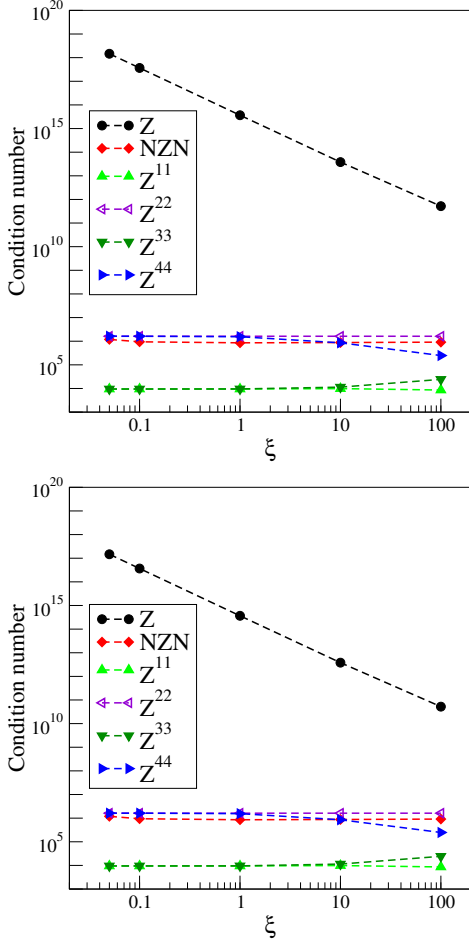 10^20
10^15
10^10
10^5
Condition number
Z
NZN
Z^11
Z^22
Z^33
Z^44
0.1 1 10 100
ξ
10^20
10^15
10^10
10^5
Condition number
Z
NZN
Z^11
Z^22
Z^33
Z^44
0.1 1 10 100
ξ